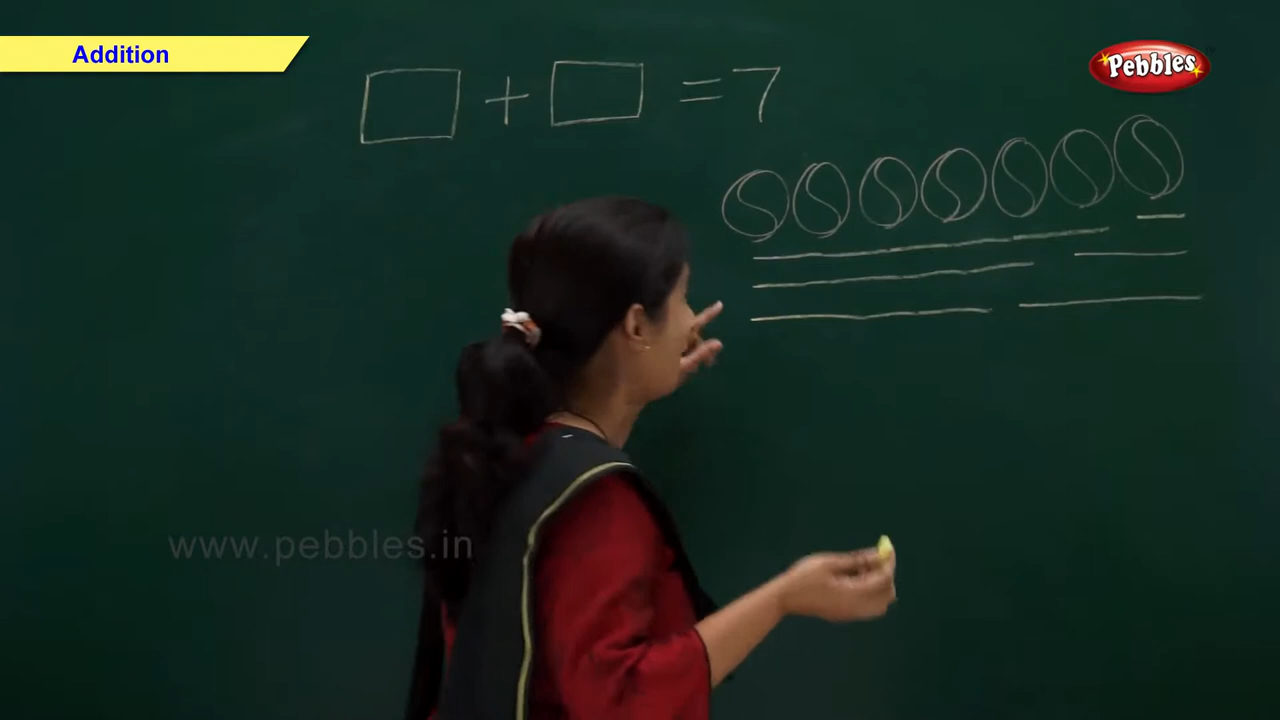 Addition
Pebbles
□ + □ = 7
www.pebbles.in